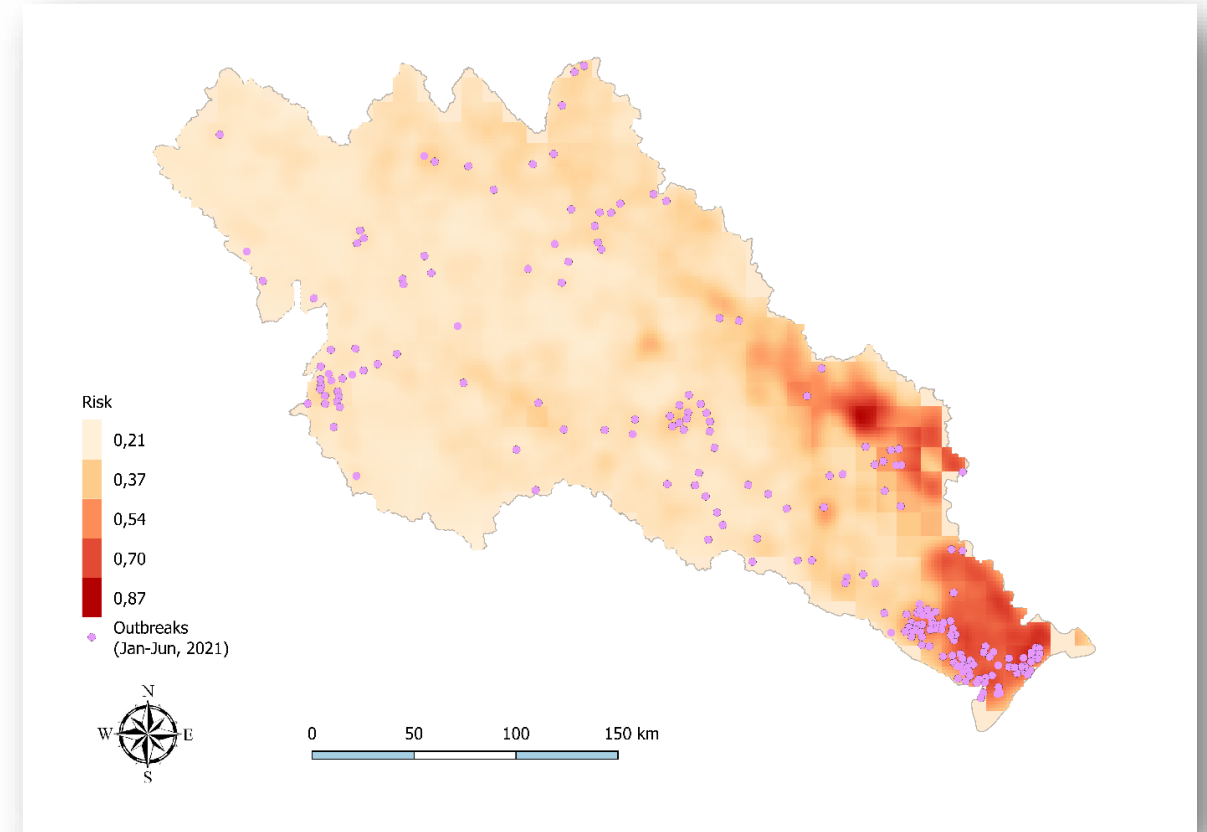 Risk
0,21
0,37
0,54
0,70
0,87
Outbreaks
(Jan-Jun, 2021)
N
W E
S
0 50 100 150 km